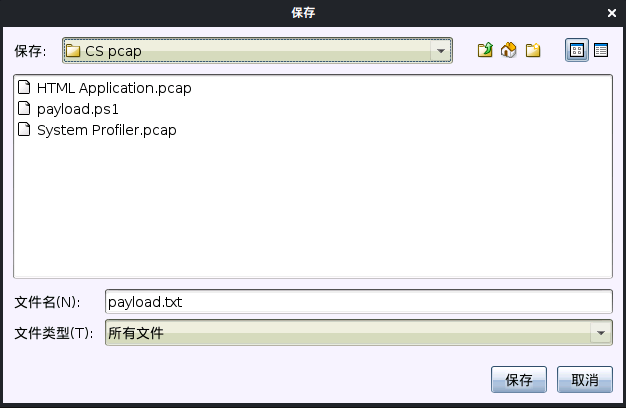 保存
保存: CS pcap
HTML Application.pcap
payload.ps1
System Profiler.pcap
文件名(N): payload.txt
文件类型(T): 所有文件
保存 取消